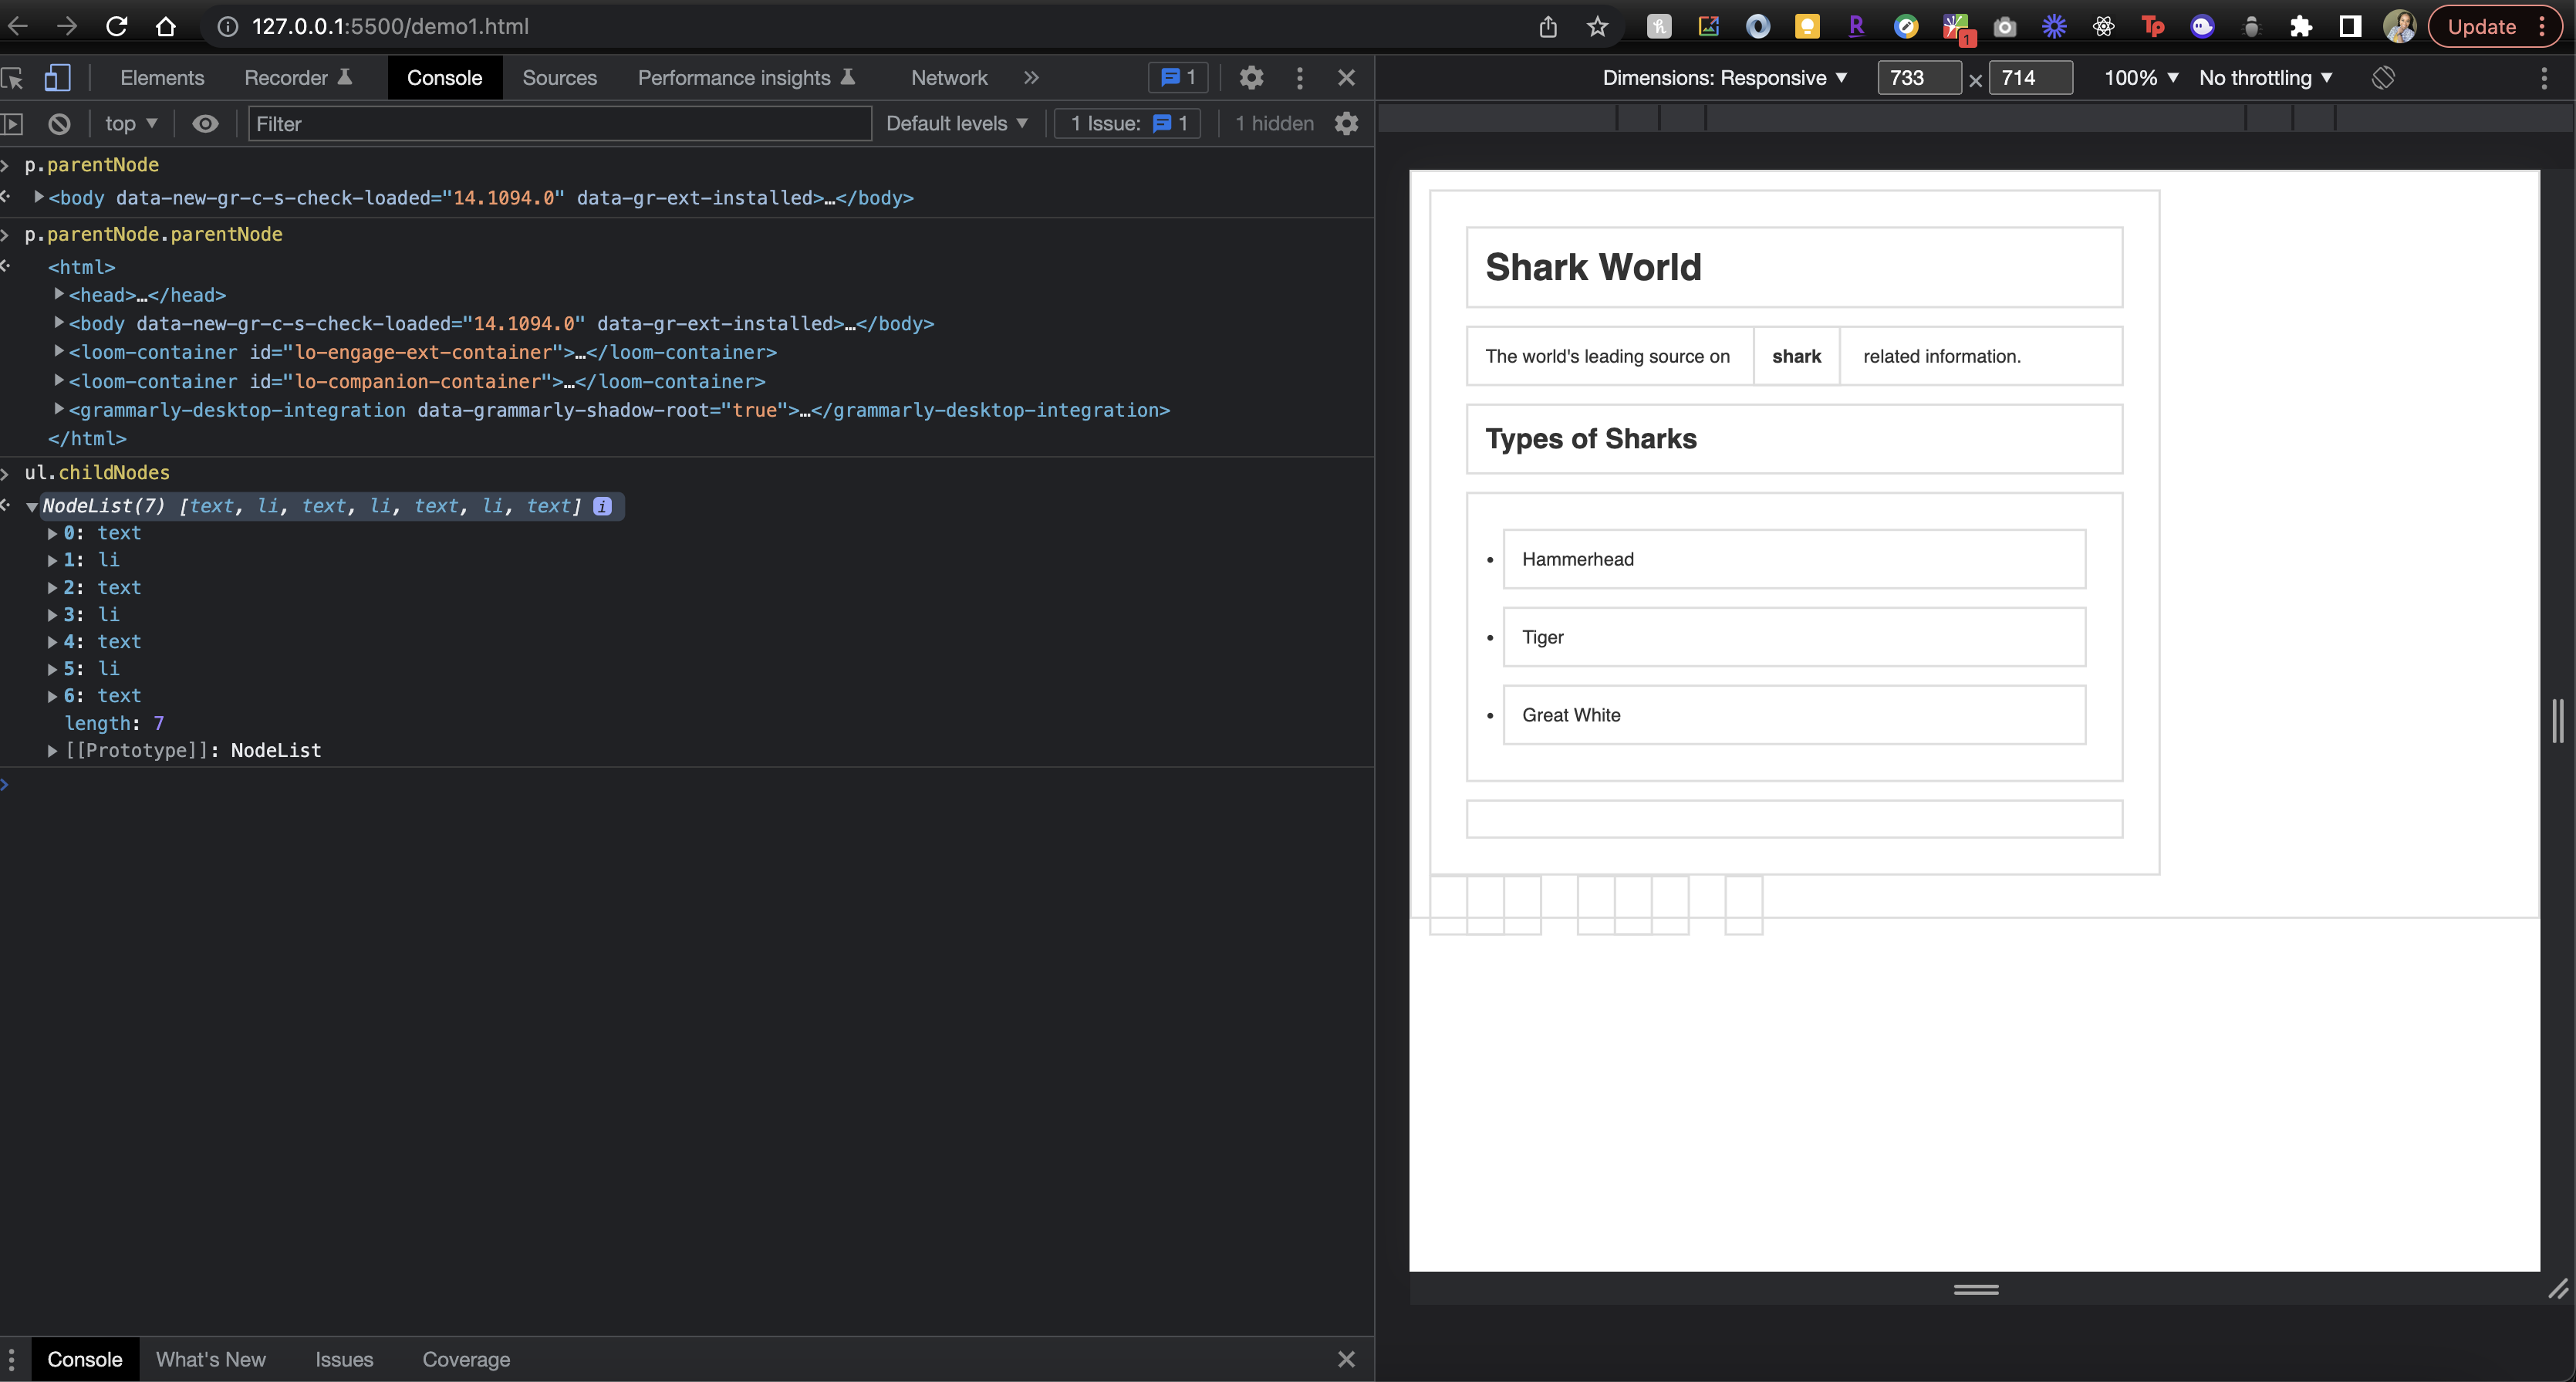 127.0.0.1:5500/demo1.html
R
1
Tp
Update
Elements
Recorder
Console
Sources
Performance insights
Network
1
Dimensions: Responsive
733
×
714
100%
No throttling
top
Filter
Default levels
1 Issue:
1
1 hidden
p.parentNode
<body data-new-gr-c-s-check-loaded="14.1094.0" data-gr-ext-installed>…</body>
p.parentNode.parentNode
<html>
<head>…</head>
<body data-new-gr-c-s-check-loaded="14.1094.0" data-gr-ext-installed>…</body>
<loom-container id="lo-engage-ext-container">…</loom-container>
<loom-container id="lo-companion-container">…</loom-container>
<grammarly-desktop-integration data-grammarly-shadow-root="true">…</grammarly-desktop-integration>
</html>
ul.childNodes
NodeList(7) [text, li, text, li, text, li, text] i
0: text
1: li
2: text
3: li
4: text
5: li
6: text
length: 7
[[Prototype]]: NodeList
Shark World
The world's leading source on shark related information.
Types of Sharks
• Hammerhead
• Tiger
• Great White
Console
What's New
Issues
Coverage